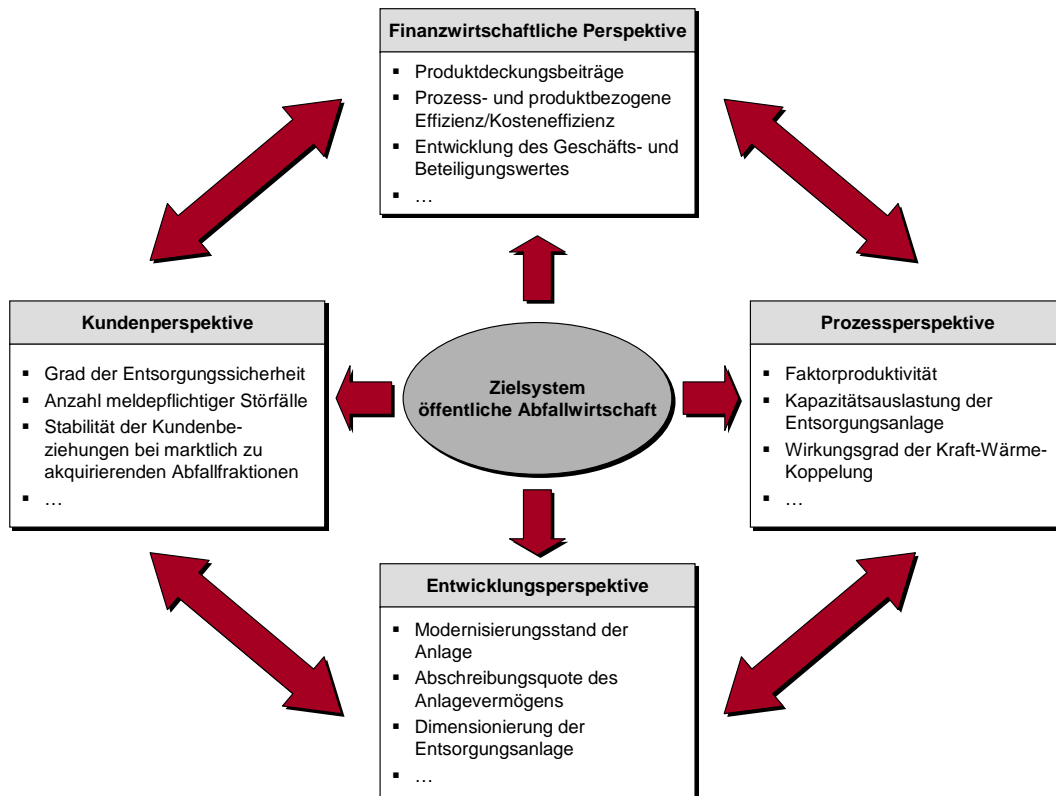 Finanzwirtschaftliche Perspektive
▪ Produktdeckungsbeiträge
▪ Prozess- und produktbezogene
Effizienz/Kosteneffizienz
▪ Entwicklung des Geschäfts- und
Beteiligungswertes
▪ …
Kundenperspektive
▪ Grad der Entsorgungssicherheit
▪ Anzahl meldepflichtiger Störfälle
▪ Stabilität der Kundenbe-
ziehungen bei marktlich zu
akquirierenden Abfallfraktionen
▪ …
Zielsystem
öffentliche Abfallwirtschaft
Prozessperspektive
▪ Faktorproduktivität
▪ Kapazitätsauslastung der
Entsorgungsanlage
▪ Wirkungsgrad der Kraft-Wärme-
Koppelung
▪ …
Entwicklungsperspektive
▪ Modernisierungsstand der
Anlage
▪ Abschreibungsquote des
Anlagevermögens
▪ Dimensionierung der
Entsorgungsanlage
▪ …